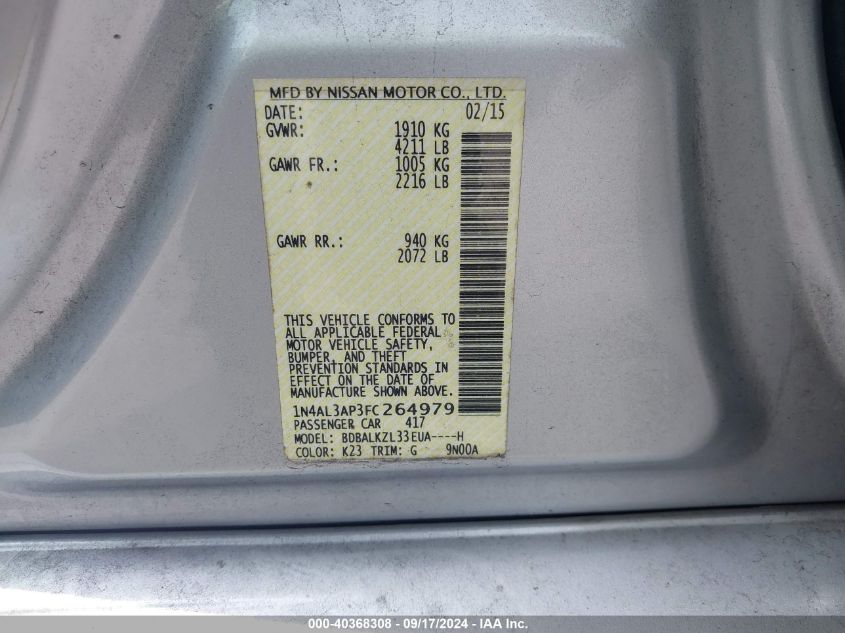 MFD BY NISSAN MOTOR CO., LTD.
DATE: 02/15
GVWR: 1910 KG
4211 LB
GAWR FR.: 1005 KG
2216 LB
GAWR RR.: 940 KG
2072 LB
THIS VEHICLE CONFORMS TO
ALL APPLICABLE FEDERAL
MOTOR VEHICLE SAFETY,
BUMPER, AND THEFT
PREVENTION STANDARDS IN
EFFECT ON THE DATE OF
MANUFACTURE SHOWN ABOVE.
1N4AL3AP3FC264979
PASSENGER CAR 417
MODEL: BDBALKZL33EUA----H
COLOR: K23 TRIM: G 9N00A
000-40368308 - 09/17/2024 - IAA Inc.